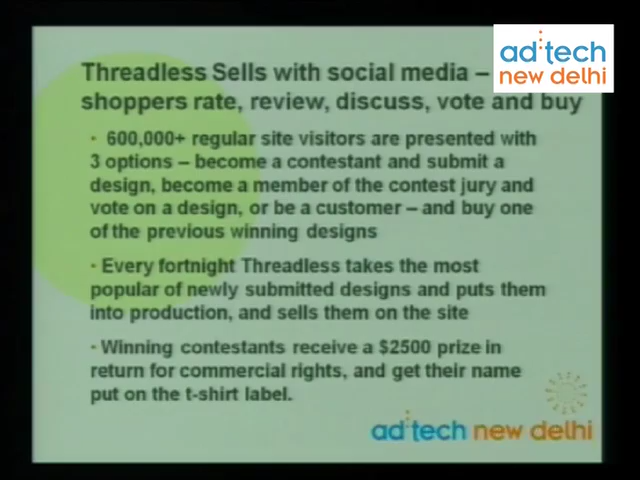 ad:tech
new delhi
Threadless Sells with social media –
shoppers rate, review, discuss, vote and buy
· 600,000+ regular site visitors are presented with
3 options – become a contestant and submit a
design, become a member of the contest jury and
vote on a design, or be a customer – and buy one
of the previous winning designs
· Every fortnight Threadless takes the most
popular of newly submitted designs and puts them
into production, and sells them on the site
· Winning contestants receive a $2500 prize in
return for commercial rights, and get their name
put on the t-shirt label.
ad:tech new delhi